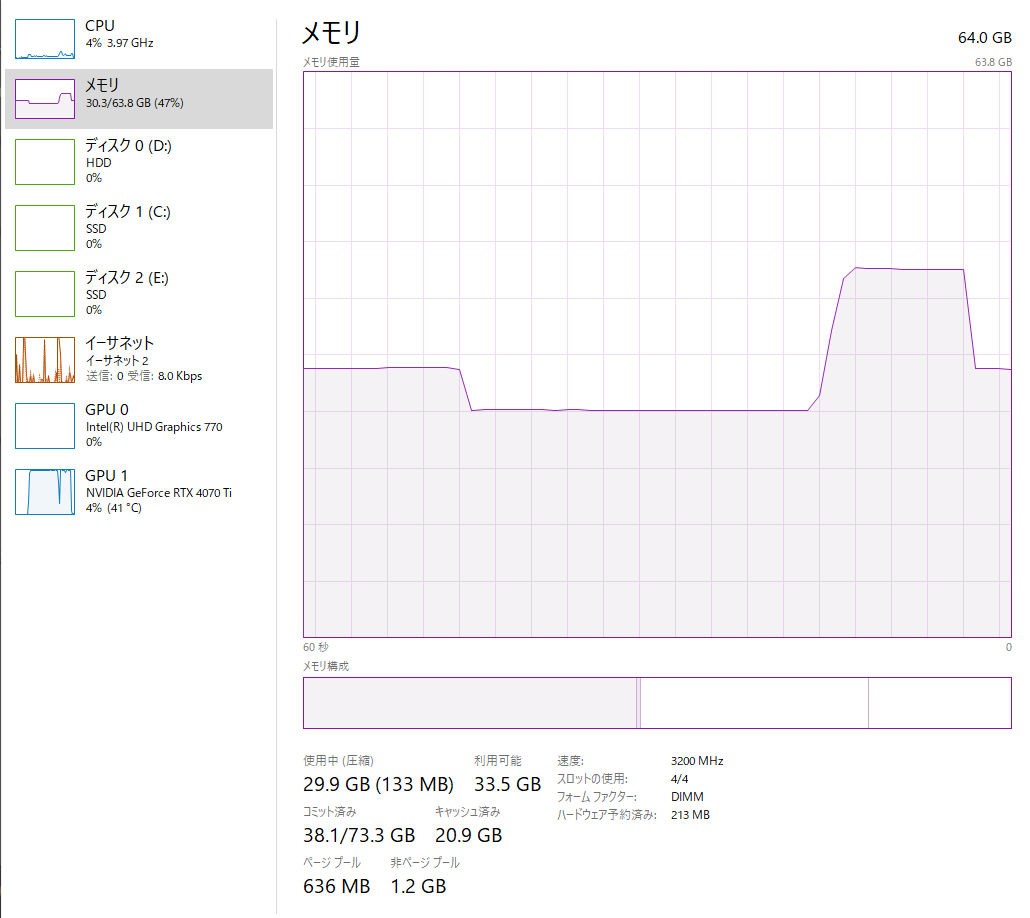 CPU
4% 3.97 GHz
メモリ
30.3/63.8 GB (47%)
ディスク 0 (D:)
HDD
0%
ディスク 1 (C:)
SSD
0%
ディスク 2 (E:)
SSD
0%
イーサネット
イーサネット 2
送信: 0 受信: 8.0 Kbps
GPU 0
Intel(R) UHD Graphics 770
0%
GPU 1
NVIDIA GeForce RTX 4070 Ti
4% (41 °C)
メモリ 64.0 GB
メモリ使用量 63.8 GB
60 秒 0
メモリ構成
使用中 (圧縮) 利用可能
29.9 GB (133 MB) 33.5 GB
コミット済み キャッシュ済み
38.1/73.3 GB 20.9 GB
ページ プール 非ページ プール
636 MB 1.2 GB
速度: 3200 MHz
スロットの使用: 4/4
フォーム ファクター: DIMM
ハードウェア予約済み: 213 MB